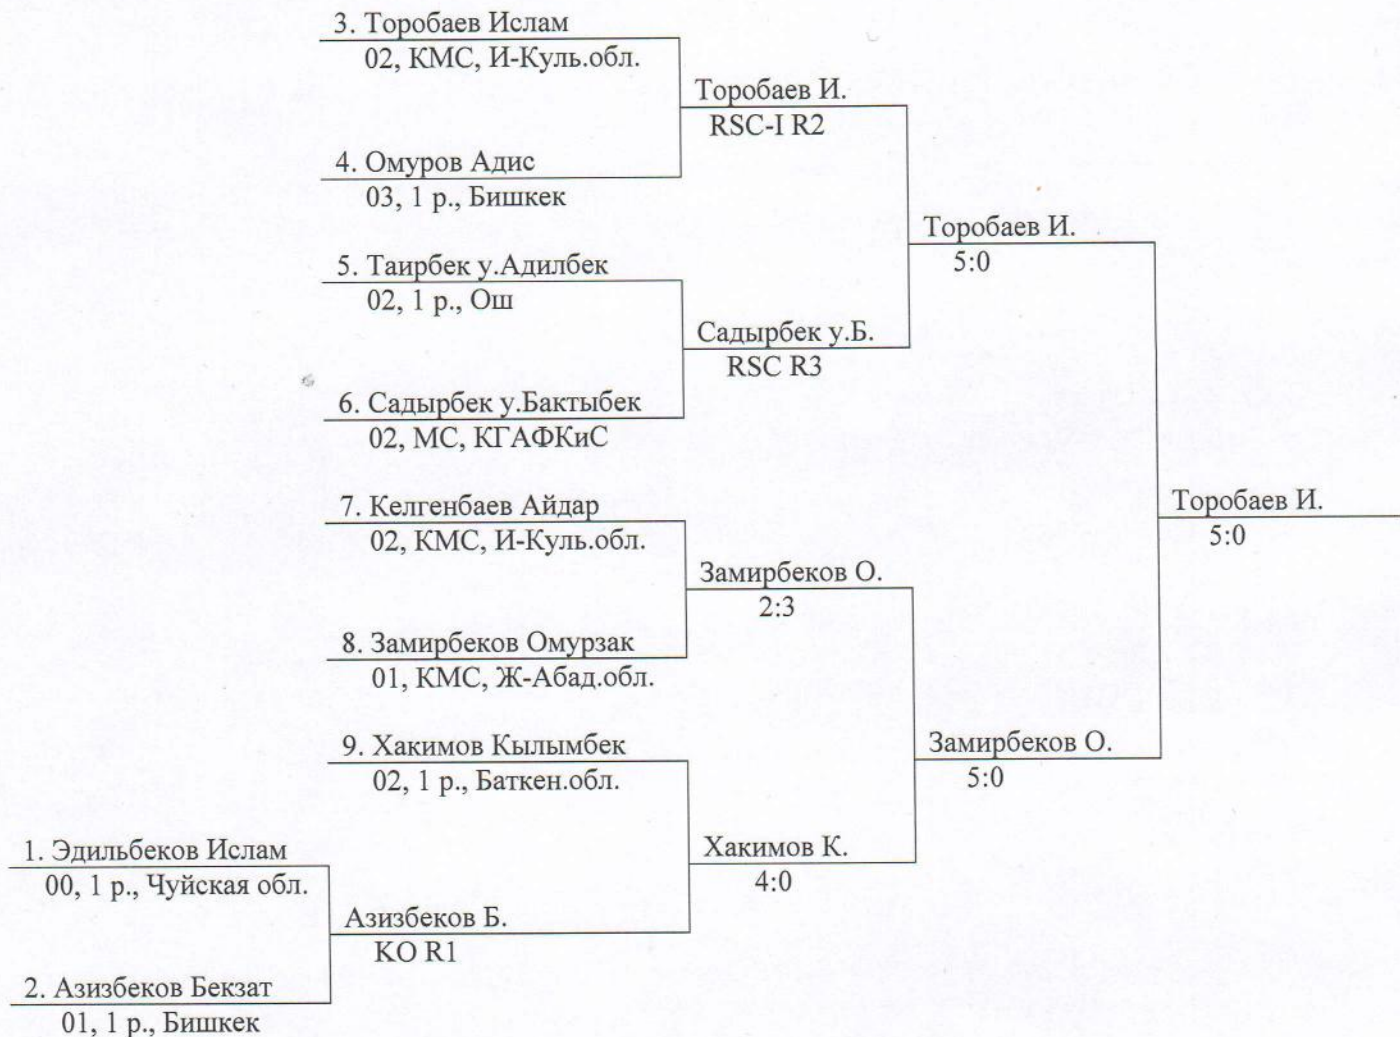 3. Торобаев Ислам
02, КМС, И-Куль.обл.
Торобаев И.
RSC-I R2
4. Омуров Адис
03, 1 р., Бишкек
Торобаев И.
5:0
5. Таирбек у.Адилбек
02, 1 р., Ош
Садырбек у.Б.
RSC R3
6. Садырбек у.Бактыбек
02, МС, КГАФКиС
7. Келгенбаев Айдар
02, КМС, И-Куль.обл.
Торобаев И.
5:0
Замирбеков О.
2:3
8. Замирбеков Омурзак
01, КМС, Ж-Абад.обл.
9. Хакимов Кылымбек
02, 1 р., Баткен.обл.
Замирбеков О.
5:0
1. Эдильбеков Ислам
00, 1 р., Чуйская обл.
Хакимов К.
4:0
Азизбеков Б.
KO R1
2. Азизбеков Бекзат
01, 1 р., Бишкек